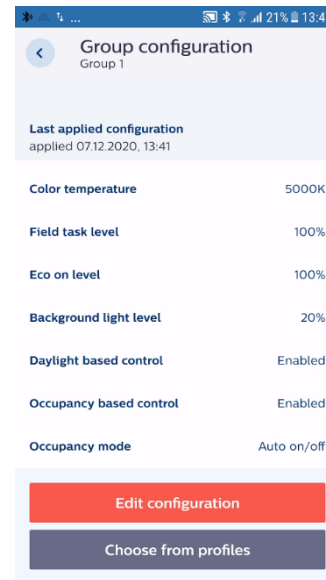 ... 21% 13:4
Group configuration
Group 1
Last applied configuration
applied 07.12.2020, 13:41
Color temperature 5000K
Field task level 100%
Eco on level 100%
Background light level 20%
Daylight based control Enabled
Occupancy based control Enabled
Occupancy mode Auto on/off
Edit configuration
Choose from profiles